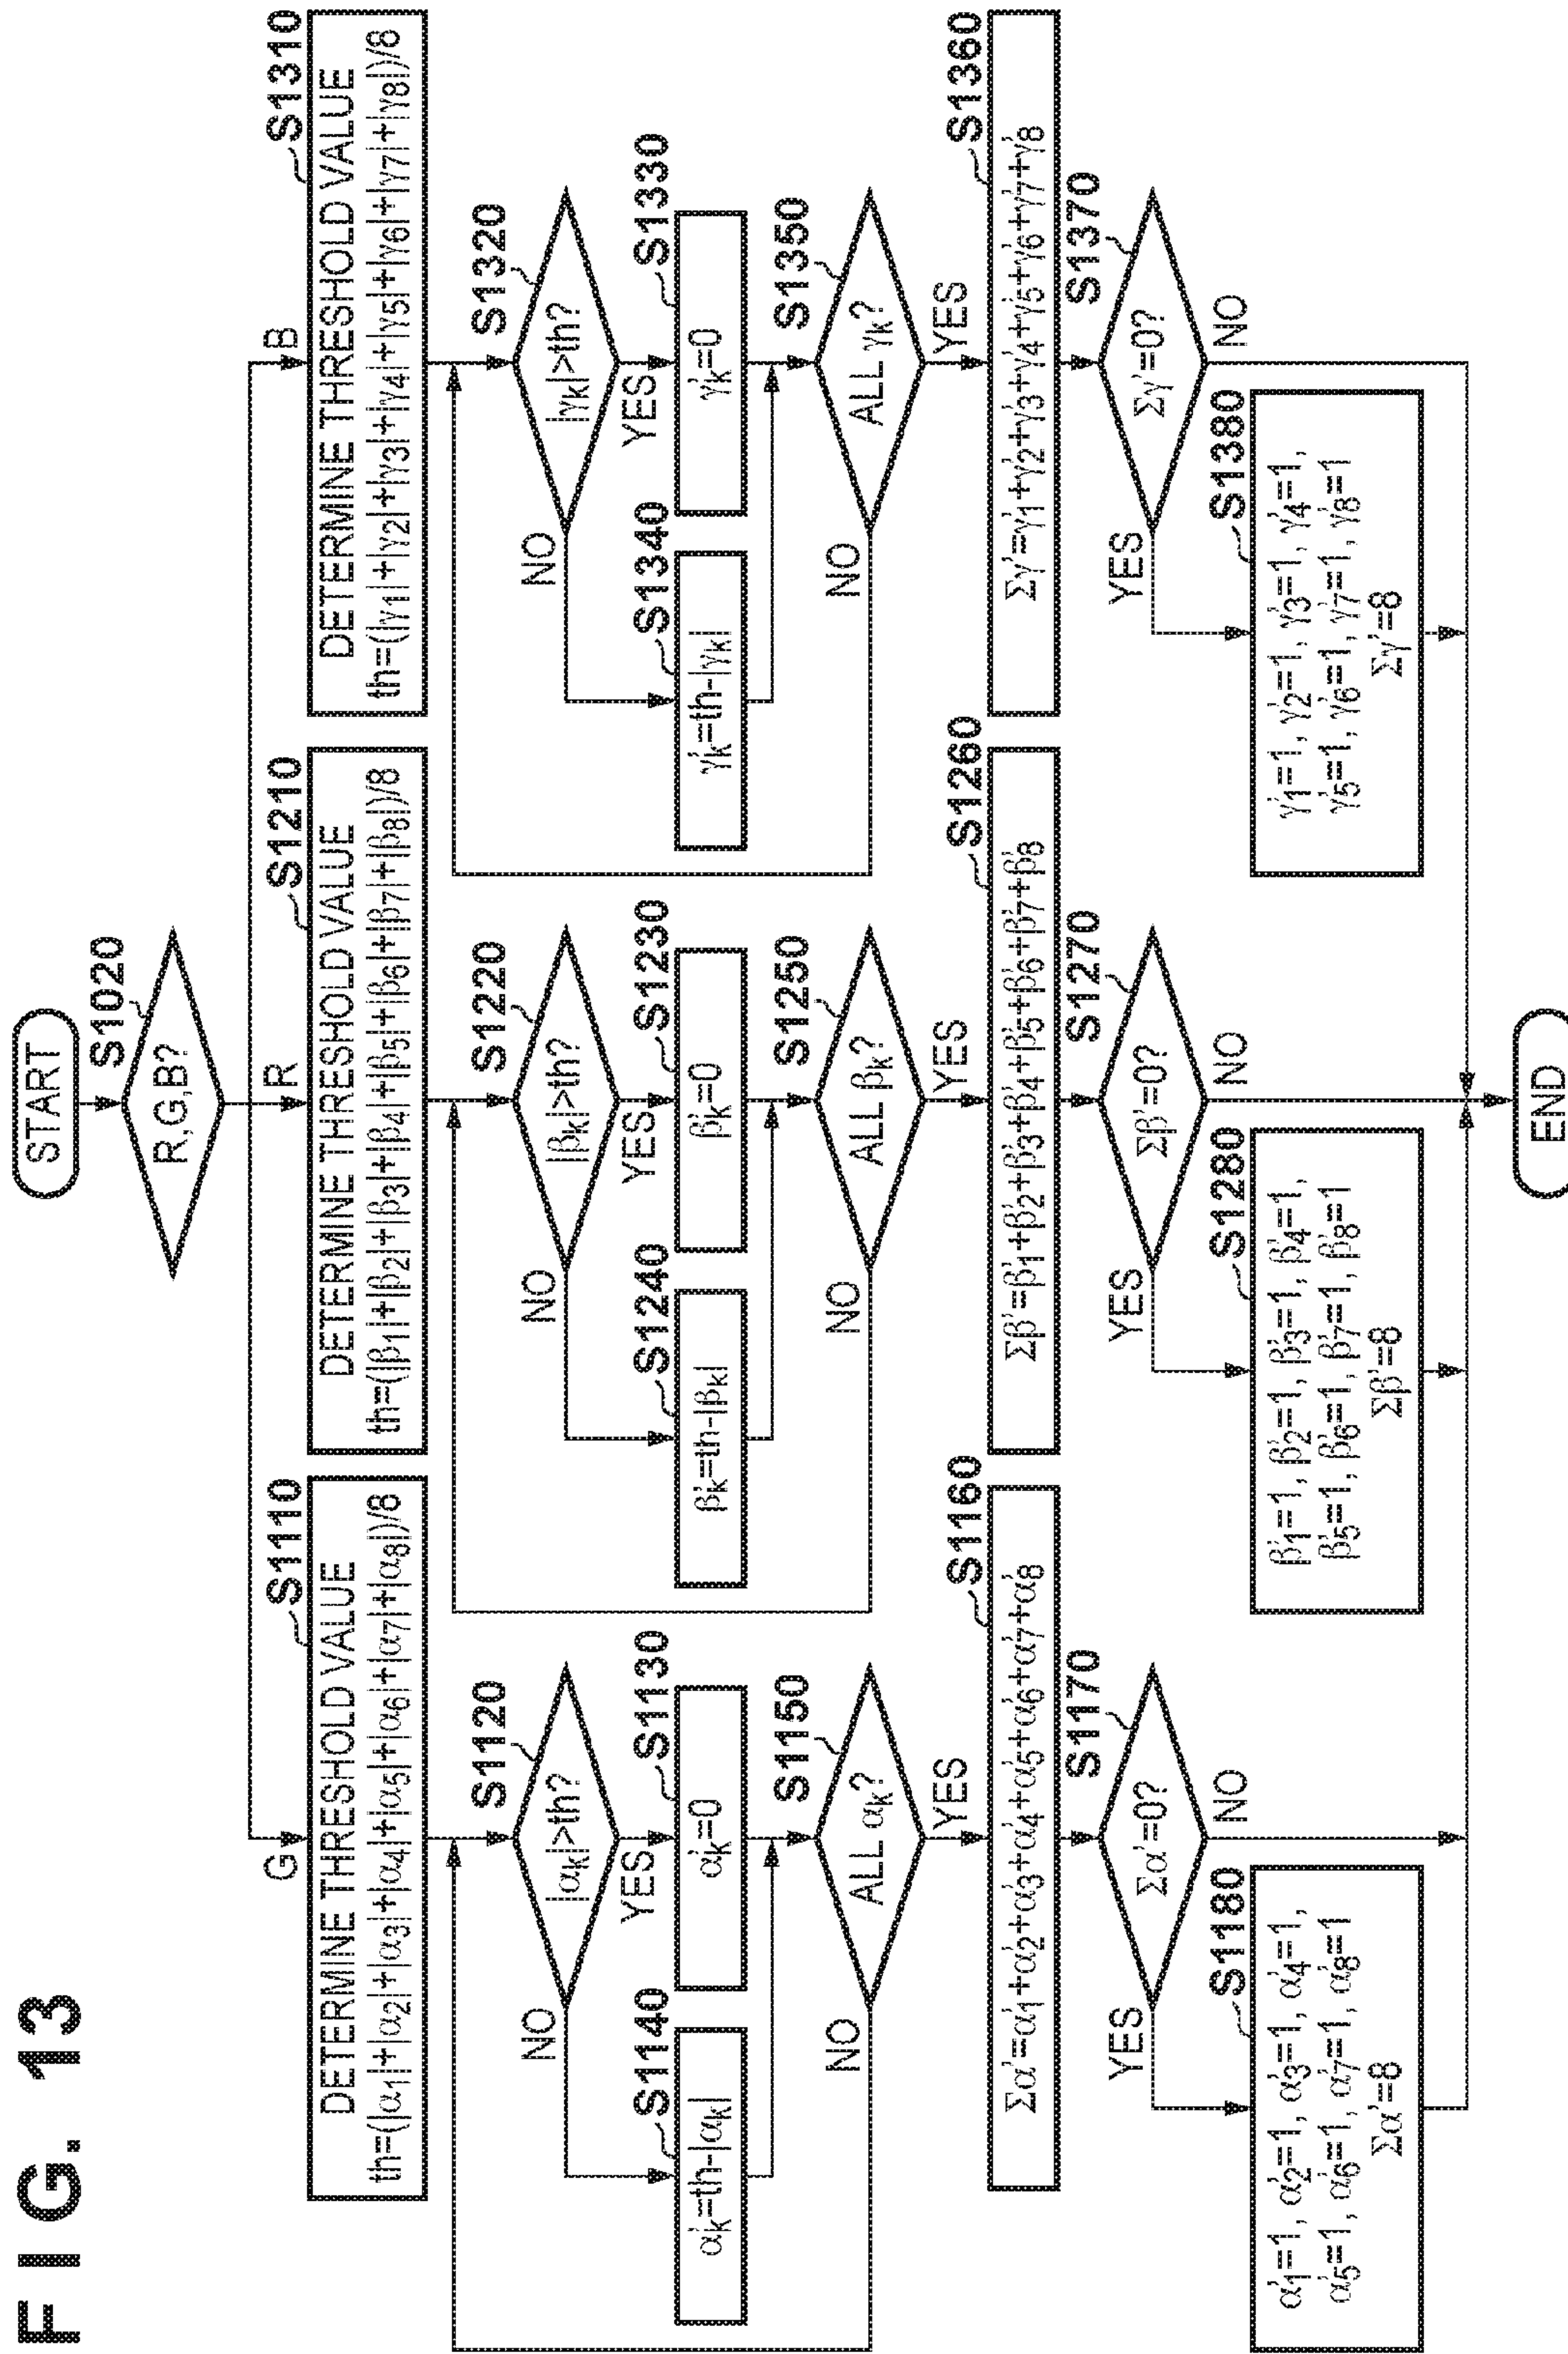 FIG. 13
START
S1020
R,G,B?
G
S1110
DETERMINE THRESHOLD VALUE
th=(|α1|+|α2|+|α3|+|α4|+|α5|+|α6|+|α7|+|α8|)/8
S1120
|αk|>th?
NO
YES
S1140
α'k=th-|αk|
S1130
α'k=0
S1150
ALL αk?
NO
YES
S1160
Σα'=α'1+α'2+α'3+α'4+α'5+α'6+α'7+α'8
S1170
Σα'=0?
YES
NO
S1180
α'1=1, α'2=1, α'3=1, α'4=1,
α'5=1, α'6=1, α'7=1, α'8=1
Σα'=8
R
S1210
DETERMINE THRESHOLD VALUE
th=(|β1|+|β2|+|β3|+|β4|+|β5|+|β6|+|β7|+|β8|)/8
S1220
|βk|>th?
NO
YES
S1240
β'k=th-|βk|
S1230
β'k=0
S1250
ALL βk?
NO
YES
S1260
Σβ'=β'1+β'2+β'3+β'4+β'5+β'6+β'7+β'8
S1270
Σβ'=0?
YES
NO
S1280
β'1=1, β'2=1, β'3=1, β'4=1,
β'5=1, β'6=1, β'7=1, β'8=1
Σβ'=8
B
S1310
DETERMINE THRESHOLD VALUE
th=(|γ1|+|γ2|+|γ3|+|γ4|+|γ5|+|γ6|+|γ7|+|γ8|)/8
S1320
|γk|>th?
NO
YES
S1340
γ'k=th-|γk|
S1330
γ'k=0
S1350
ALL γk?
NO
YES
S1360
Σγ'=γ'1+γ'2+γ'3+γ'4+γ'5+γ'6+γ'7+γ'8
S1370
Σγ'=0?
YES
NO
S1380
γ'1=1, γ'2=1, γ'3=1, γ'4=1,
γ'5=1, γ'6=1, γ'7=1, γ'8=1
Σγ'=8
END